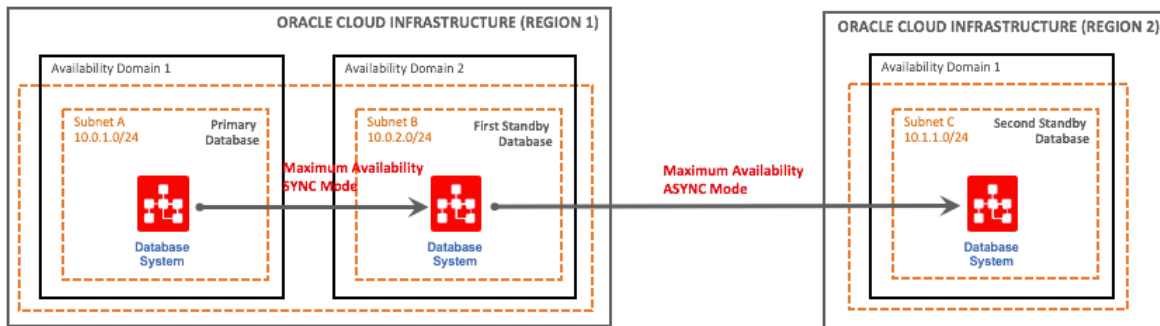 ORACLE CLOUD INFRASTRUCTURE (REGION 1)
Availability Domain 1
Subnet A
10.0.1.0/24
Primary
Database
Database
System
Maximum Availability
SYNC Mode
Availability Domain 2
Subnet B
10.0.2.0/24
First Standby
Database
Database
System
Maximum Availability
ASYNC Mode
ORACLE CLOUD INFRASTRUCTURE (REGION 2)
Availability Domain 1
Subnet C
10.1.1.0/24
Second Standby
Database
Database
System